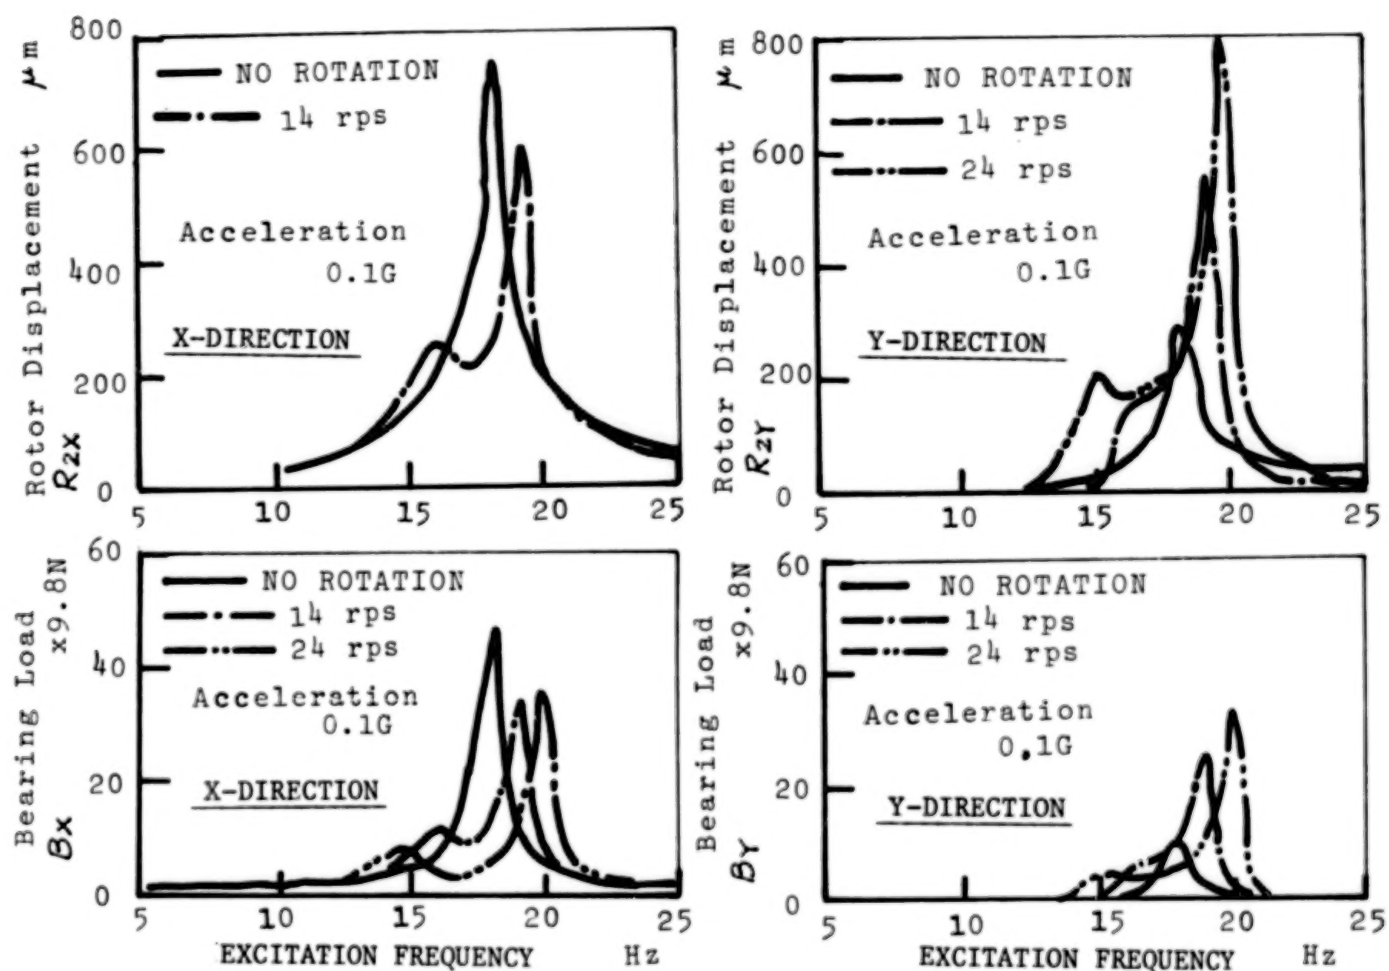 800
600
400
200
0
Rotor Displacement μm
R2X
NO ROTATION
14 rps
Acceleration
0.1G
X-DIRECTION
5 10 15 20 25
800
600
400
200
0
Rotor Displacement μm
R2Y
NO ROTATION
14 rps
24 rps
Acceleration
0.1G
Y-DIRECTION
5 10 15 20 25
60
40
20
0
Bearing Load x9.8N
BX
NO ROTATION
14 rps
24 rps
Acceleration
0.1G
X-DIRECTION
5 10 15 20 25
EXCITATION FREQUENCY Hz
60
40
20
0
Bearing Load x9.8N
BY
NO ROTATION
14 rps
24 rps
Acceleration
0.1G
Y-DIRECTION
5 10 15 20 25
EXCITATION FREQUENCY Hz